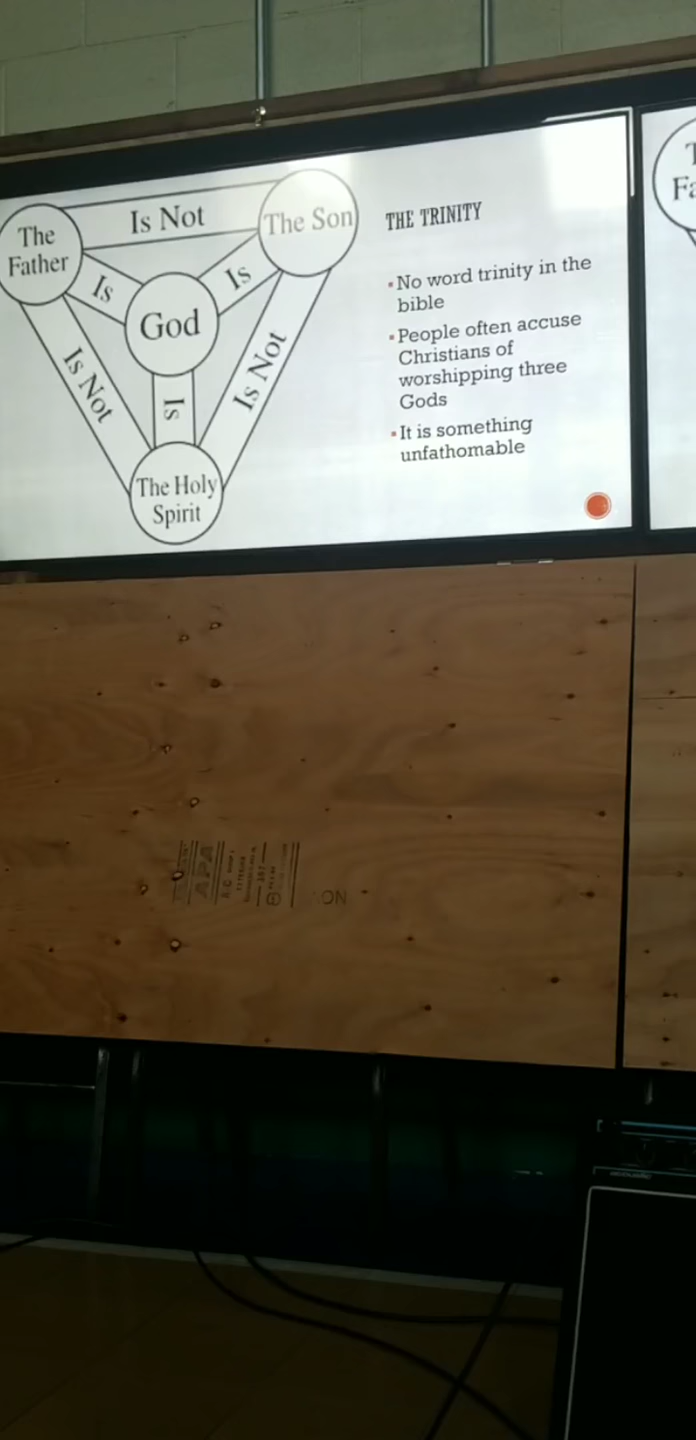 The
Father
Is Not
The Son
Is
Is
God
Is Not
Is
Is Not
The Holy
Spirit
THE TRINITY
No word trinity in the
bible
People often accuse
Christians of
worshipping three
Gods
It is something
unfathomable
APA